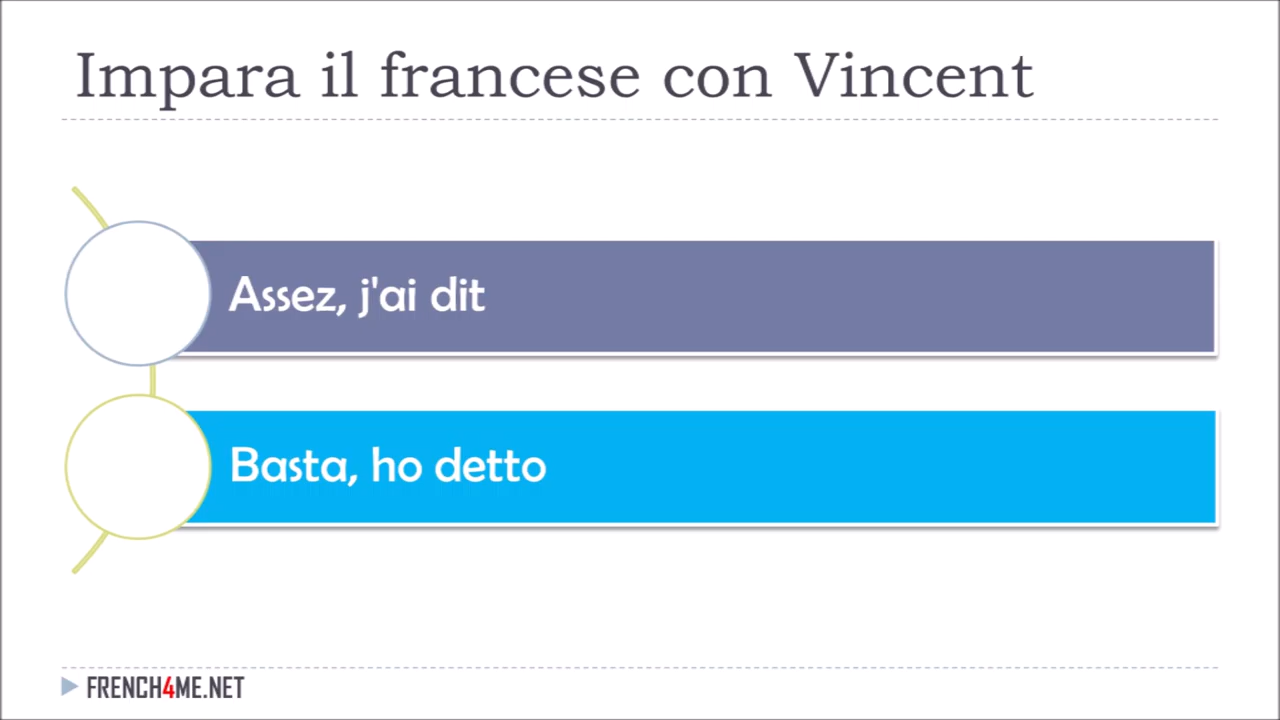 Impara il francese con Vincent
Assez, j'ai dit
Basta, ho detto
FRENCH4ME.NET